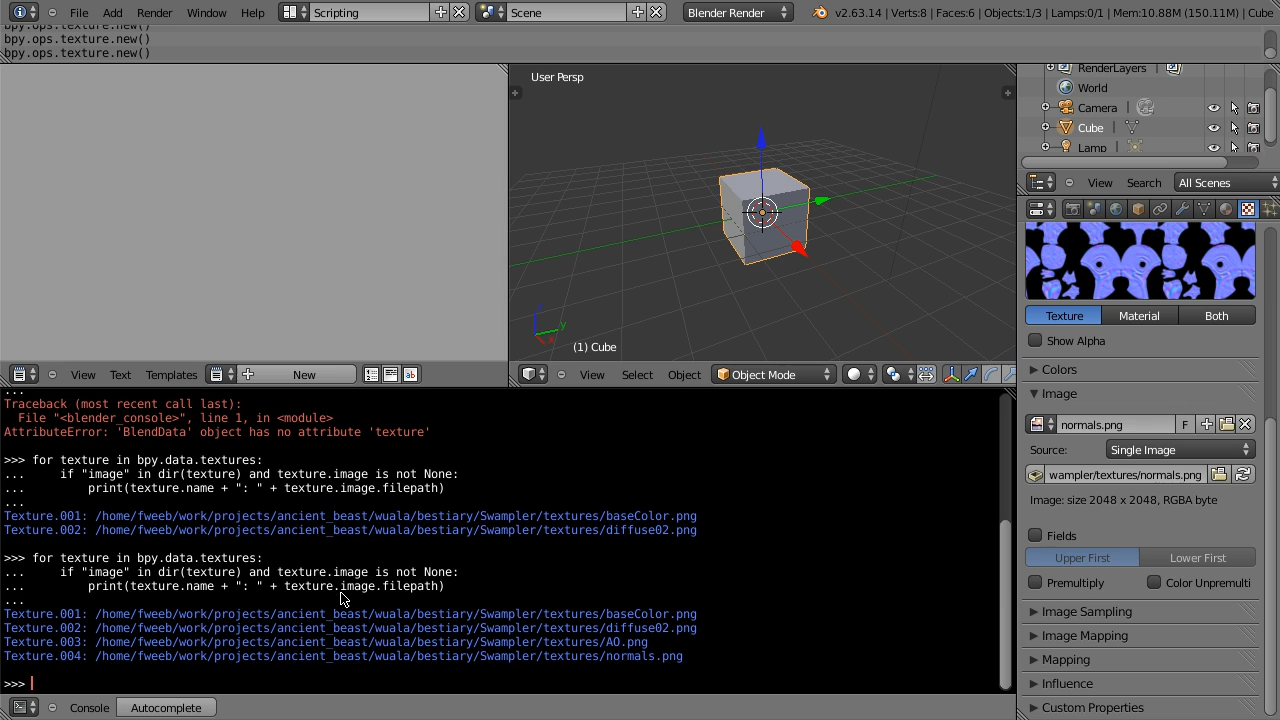 File Add Render Window Help Scripting Scene Blender Render v2.63.14 | Verts:8 | Faces:6 | Objects:1/3 | Lamps:0/1 | Mem:10.88M (150.11M) | Cube
bpy.ops.texture.new()
bpy.ops.texture.new()
bpy.ops.texture.new()
User Persp
(1) Cube
z
y
x
RenderLayers |
World
Camera |
Cube |
Lamp |
View Search All Scenes
View Text Templates New
View Select Object Object Mode
Texture Material Both
Show Alpha
Colors
Image
normals.png F
Source: Single Image
wampler/textures/normals.png
Image: size 2048 x 2048, RGBA byte
Fields
Upper First Lower First
Premultiply Color Unpremulti
Image Sampling
Image Mapping
Mapping
Influence
Custom Properties
...
Traceback (most recent call last):
  File "<blender_console>", line 1, in <module>
AttributeError: 'BlendData' object has no attribute 'texture'
>>> for texture in bpy.data.textures:
...     if "image" in dir(texture) and texture.image is not None:
...         print(texture.name + ": " + texture.image.filepath)
...
Texture.001: /home/fweeb/work/projects/ancient_beast/wuala/bestiary/Swampler/textures/baseColor.png
Texture.002: /home/fweeb/work/projects/ancient_beast/wuala/bestiary/Swampler/textures/diffuse02.png
>>> for texture in bpy.data.textures:
...     if "image" in dir(texture) and texture.image is not None:
...         print(texture.name + ": " + texture.image.filepath)
...
Texture.001: /home/fweeb/work/projects/ancient_beast/wuala/bestiary/Swampler/textures/baseColor.png
Texture.002: /home/fweeb/work/projects/ancient_beast/wuala/bestiary/Swampler/textures/diffuse02.png
Texture.003: /home/fweeb/work/projects/ancient_beast/wuala/bestiary/Swampler/textures/AO.png
Texture.004: /home/fweeb/work/projects/ancient_beast/wuala/bestiary/Swampler/textures/normals.png
>>>
Console Autocomplete